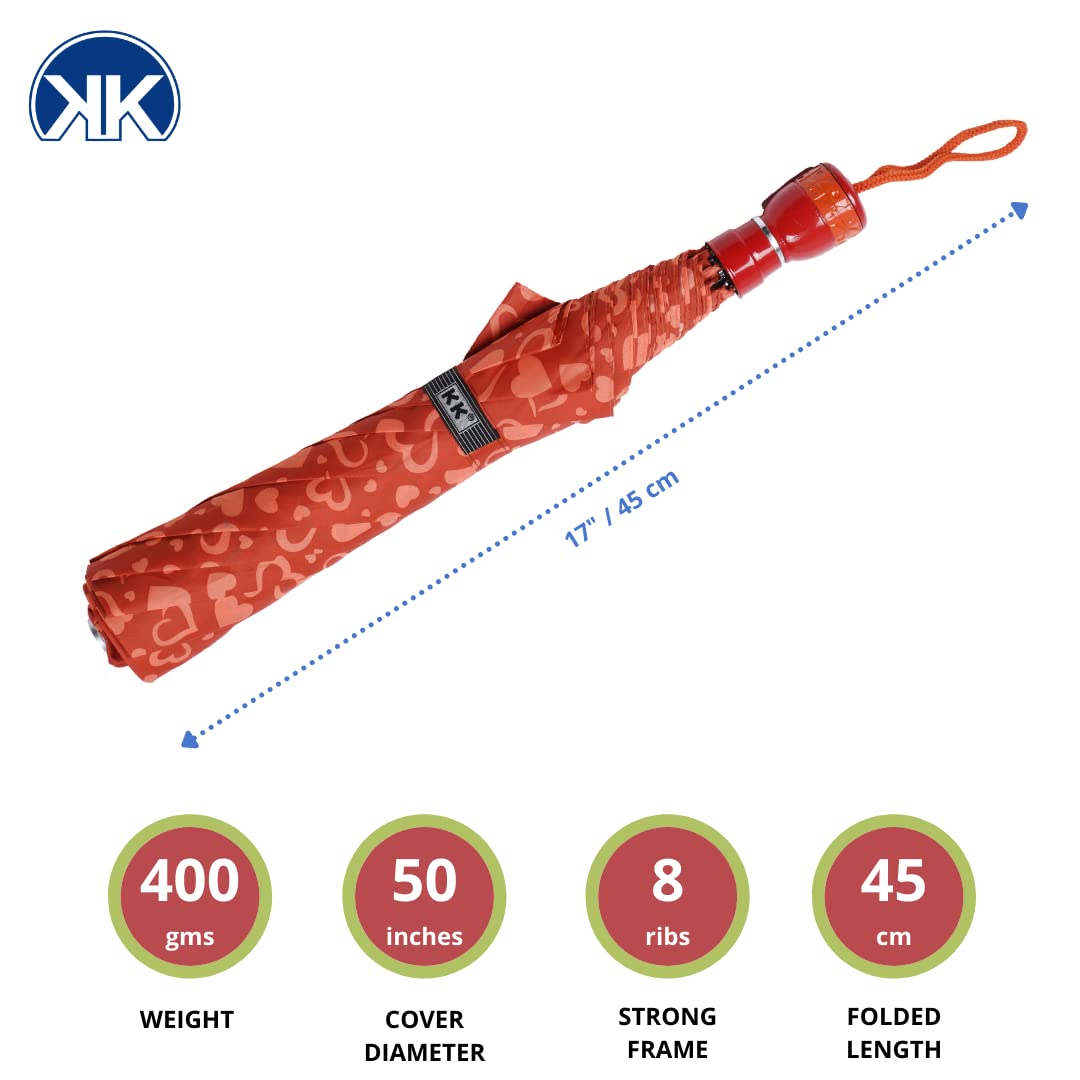 KK
KK®
17" / 45 cm
400
gms
50
inches
8
ribs
45
cm
WEIGHT
COVER
DIAMETER
STRONG
FRAME
FOLDED
LENGTH